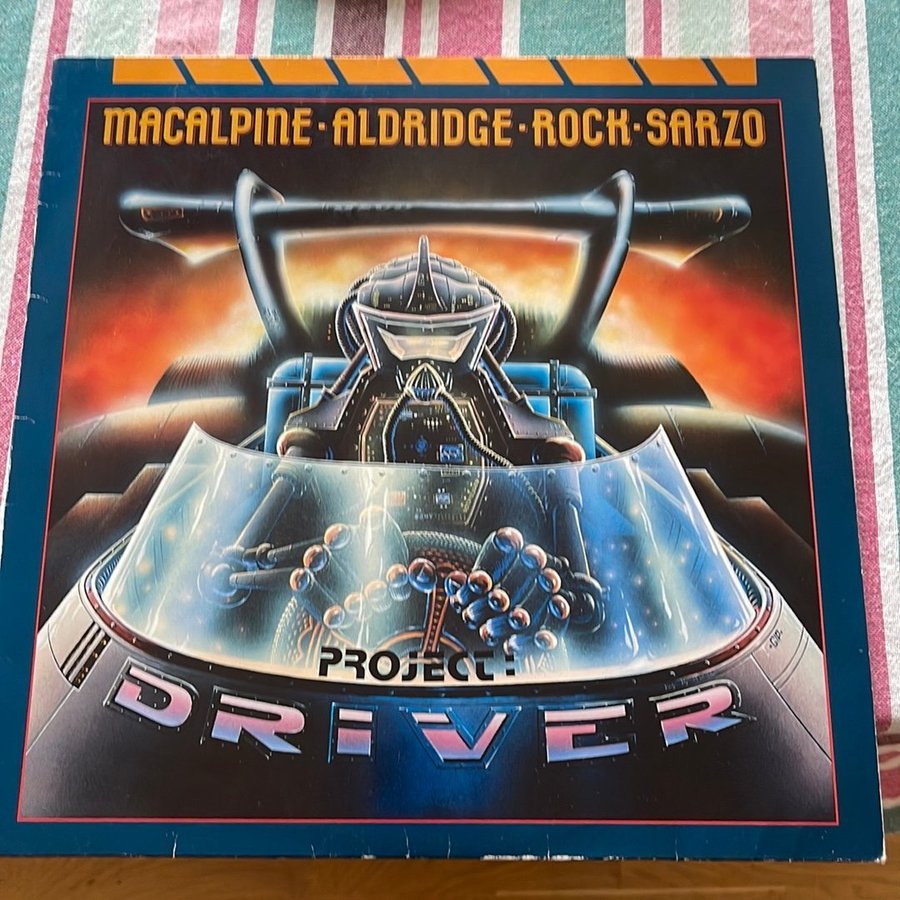 MACALPINE · ALDRIDGE · ROCK · SARZO
PROJECT:
DRIVER